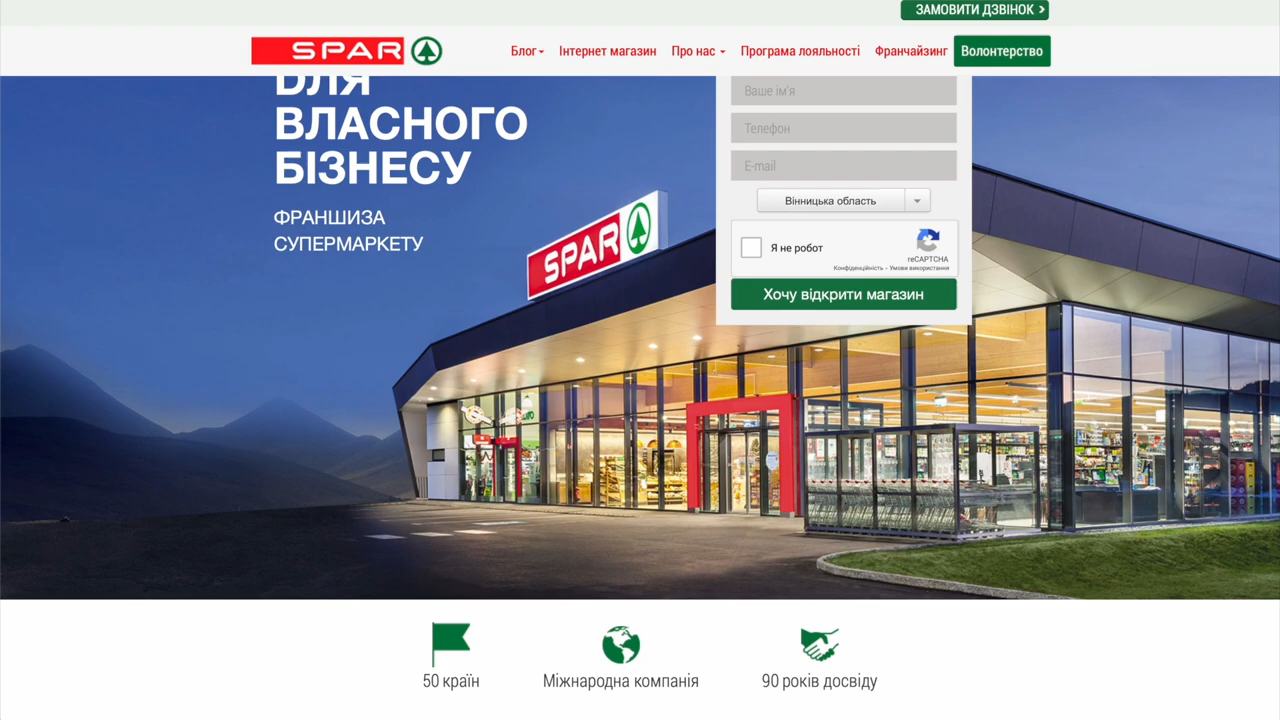 ЗАМОВИТИ ДЗВІНОК
SPAR
Блог
Інтернет магазин
Про нас
Програма лояльності
Франчайзинг
Волонтерство
ДЛЯ
ВЛАСНОГО
БІЗНЕСУ
ФРАНШИЗА
СУПЕРМАРКЕТУ
Ваше ім'я
Телефон
E-mail
Вінницька область
Я не робот
reCAPTCHA
Конфіденційність - Умови використання
Хочу відкрити магазин
SPAR
50 країн
Міжнародна компанія
90 років досвіду